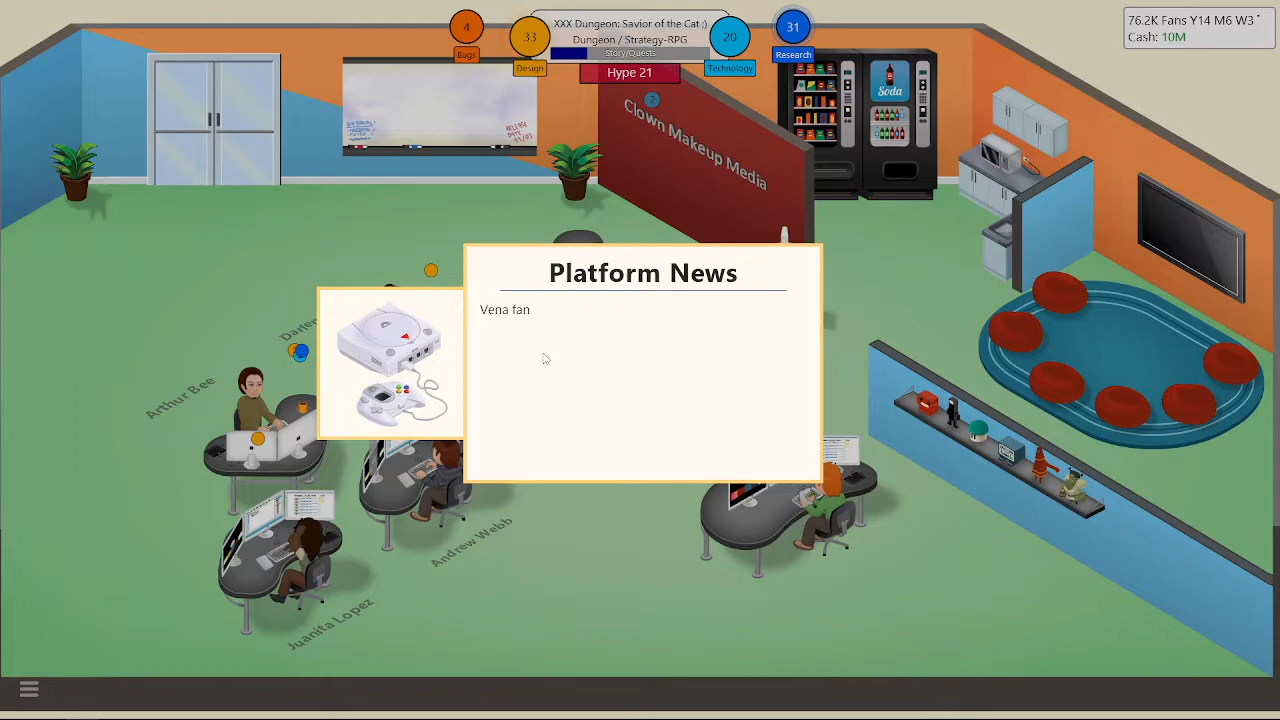 XXX Dungeon: Savior of the Cat ;)
Dungeon / Strategy-RPG
Story/Quests
Hype 21
4
Bugs
33
Design
20
Technology
31
Research
76.2K Fans Y14 M6 W3
Cash: 10M
Clown Makeup Media
Soda
RELEASE
Platform News
Vena fan
Arthur Bee
Andrew Webb
Juanita Lopez